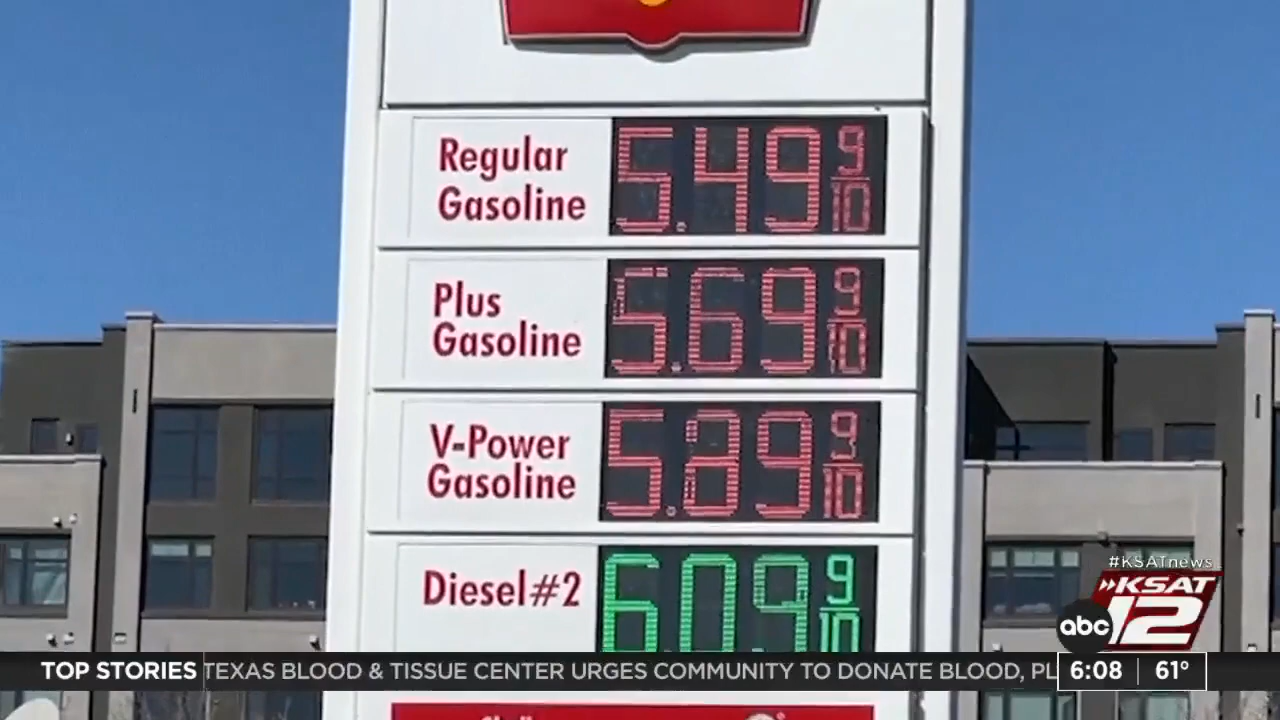 Regular
Gasoline
5.49 9/10
Plus
Gasoline
5.69 9/10
V-Power
Gasoline
5.89 9/10
Diesel #2
6.09 9/10
#KSATnews
KSAT
12
abc
TOP STORIES
TEXAS BLOOD & TISSUE CENTER URGES COMMUNITY TO DONATE BLOOD, PL
6:08
61°